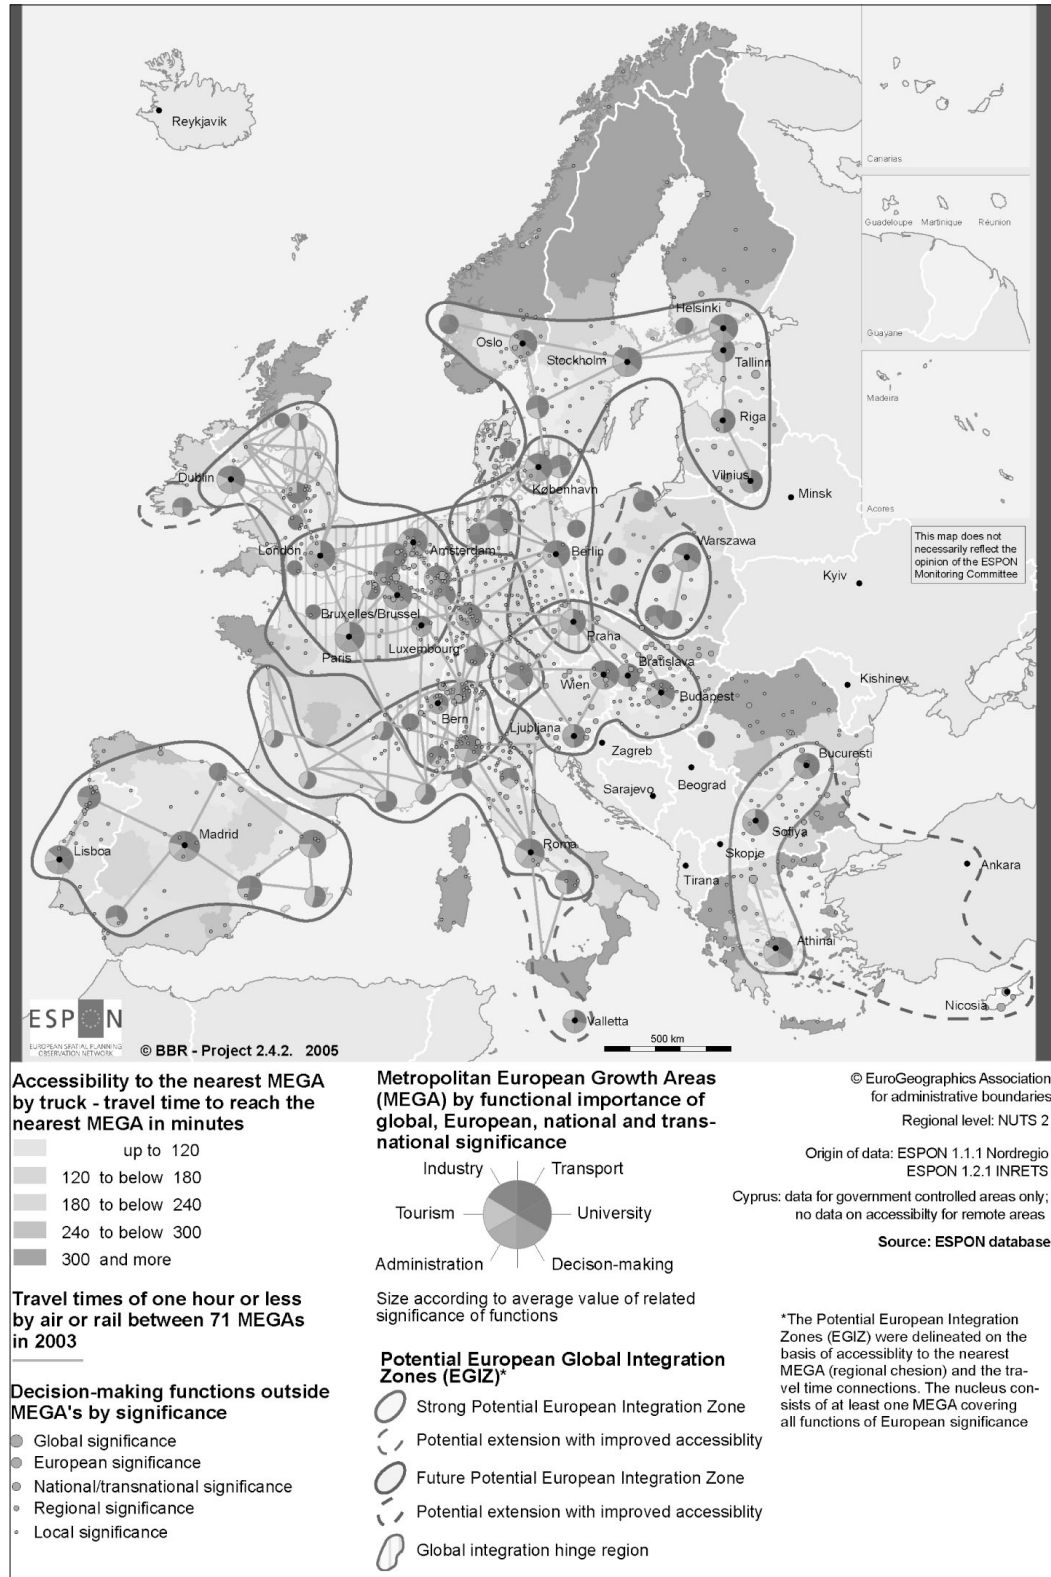 Reykjavik
Canarias
Guadeloupe Martinique Réunion
Guayane
Madeira
Acores
This map does not
necessarily reflect the
opinion of the ESPON
Monitoring Committee
Helsinki
Oslo
Stockholm
Tallinn
Riga
Vilnius
Minsk
Dublin
København
London
Amsterdam
Berlin
Warszawa
Kyiv
Bruxelles/Brussel
Praha
Paris
Luxembourg
Bratislava
Wien
Budapest
Kishinev
Bern
Ljubljana
Zagreb
Bucuresti
Beograd
Sarajevo
Madrid
Sofiya
Roma
Skopje
Lisboa
Tirana
Ankara
Athinai
Nicosia
Valletta
ESPON
EUROPEAN SPATIAL PLANNING
OBSERVATION NETWORK
© BBR - Project 2.4.2. 2005
500 km
Accessibility to the nearest MEGA
by truck - travel time to reach the
nearest MEGA in minutes
up to 120
120 to below 180
180 to below 240
24o to below 300
300 and more
Travel times of one hour or less
by air or rail between 71 MEGAs
in 2003
Decision-making functions outside
MEGA's by significance
Global significance
European significance
National/transnational significance
Regional significance
Local significance
Metropolitan European Growth Areas
(MEGA) by functional importance of
global, European, national and trans-
national significance
Industry Transport
Tourism University
Administration Decison-making
Size according to average value of related
significance of functions
Potential European Global Integration
Zones (EGIZ)*
Strong Potential European Integration Zone
Potential extension with improved accessiblity
Future Potential European Integration Zone
Potential extension with improved accessiblity
Global integration hinge region
© EuroGeographics Association
for administrative boundaries
Regional level: NUTS 2
Origin of data: ESPON 1.1.1 Nordregio
ESPON 1.2.1 INRETS
Cyprus: data for government controlled areas only;
no data on accessibilty for remote areas
Source: ESPON database
*The Potential European Integration
Zones (EGIZ) were delineated on the
basis of accessiblity to the nearest
MEGA (regional chesion) and the tra-
vel time connections. The nucleus con-
sists of at least one MEGA covering
all functions of European significance